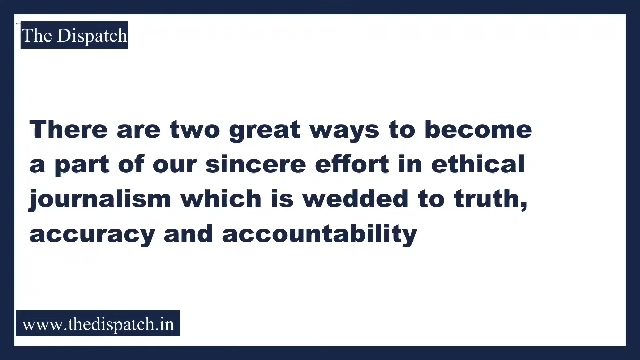 The Dispatch
There are two great ways to become
a part of our sincere effort in ethical
journalism which is wedded to truth,
accuracy and accountability
www.thedispatch.in